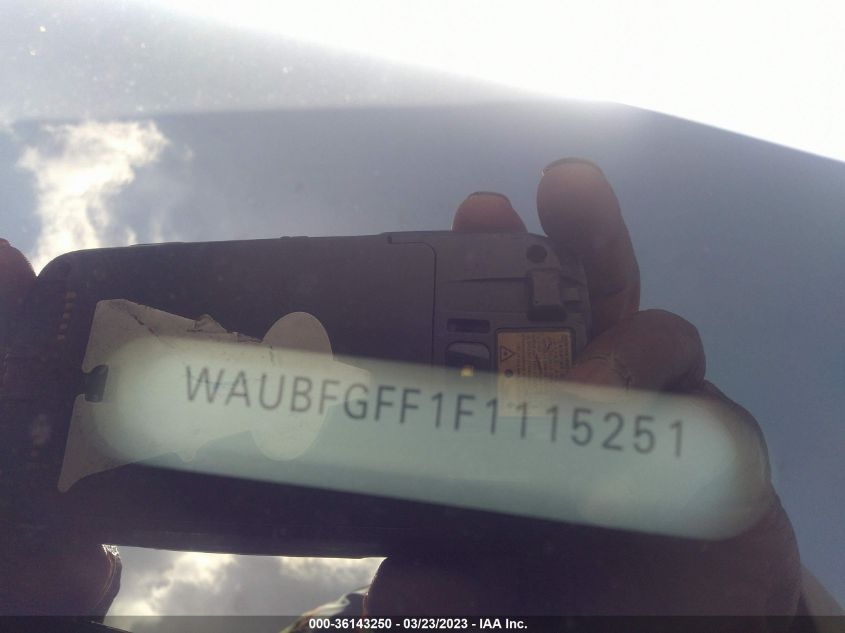 WAUBFGFF1F1115251
000-36143250 - 03/23/2023 - IAA Inc.